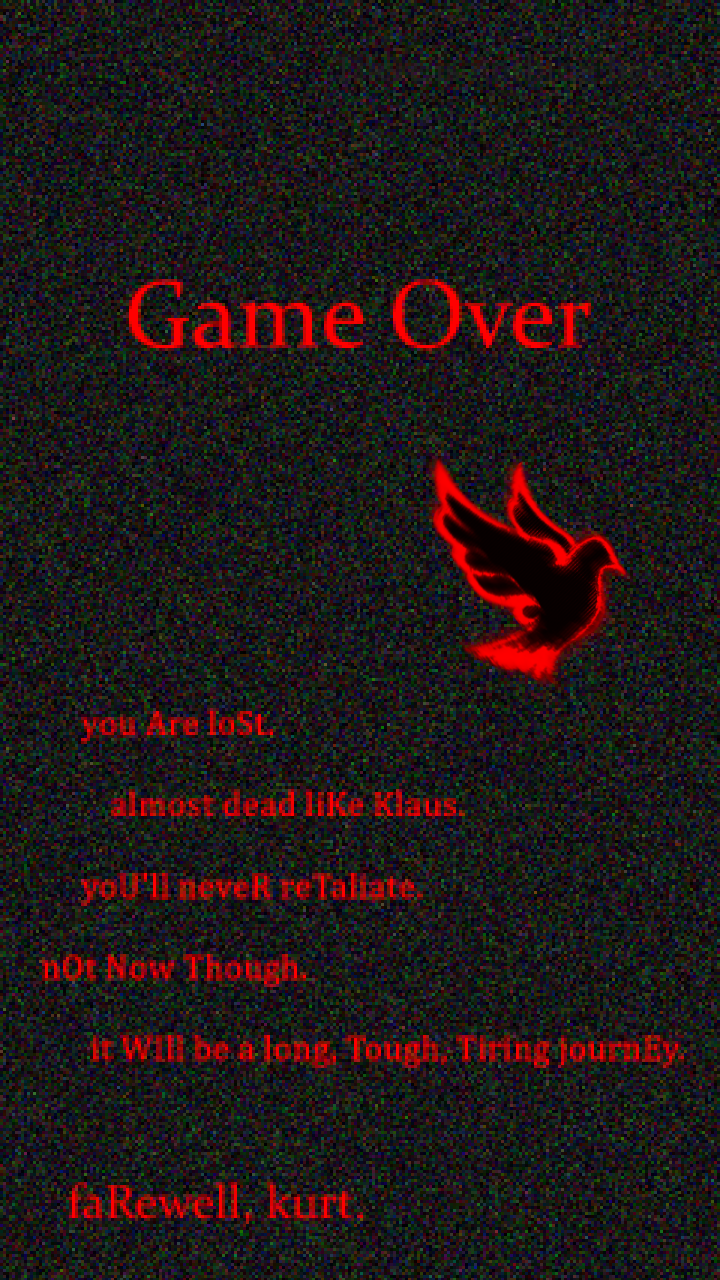 Game Over
you Are loSt.
almost dead liKe Klaus.
yoU'll neveR reTaliate.
nOt Now Though.
it WIll be a long, Tough, TIring journEy.
faRewell, kurt.